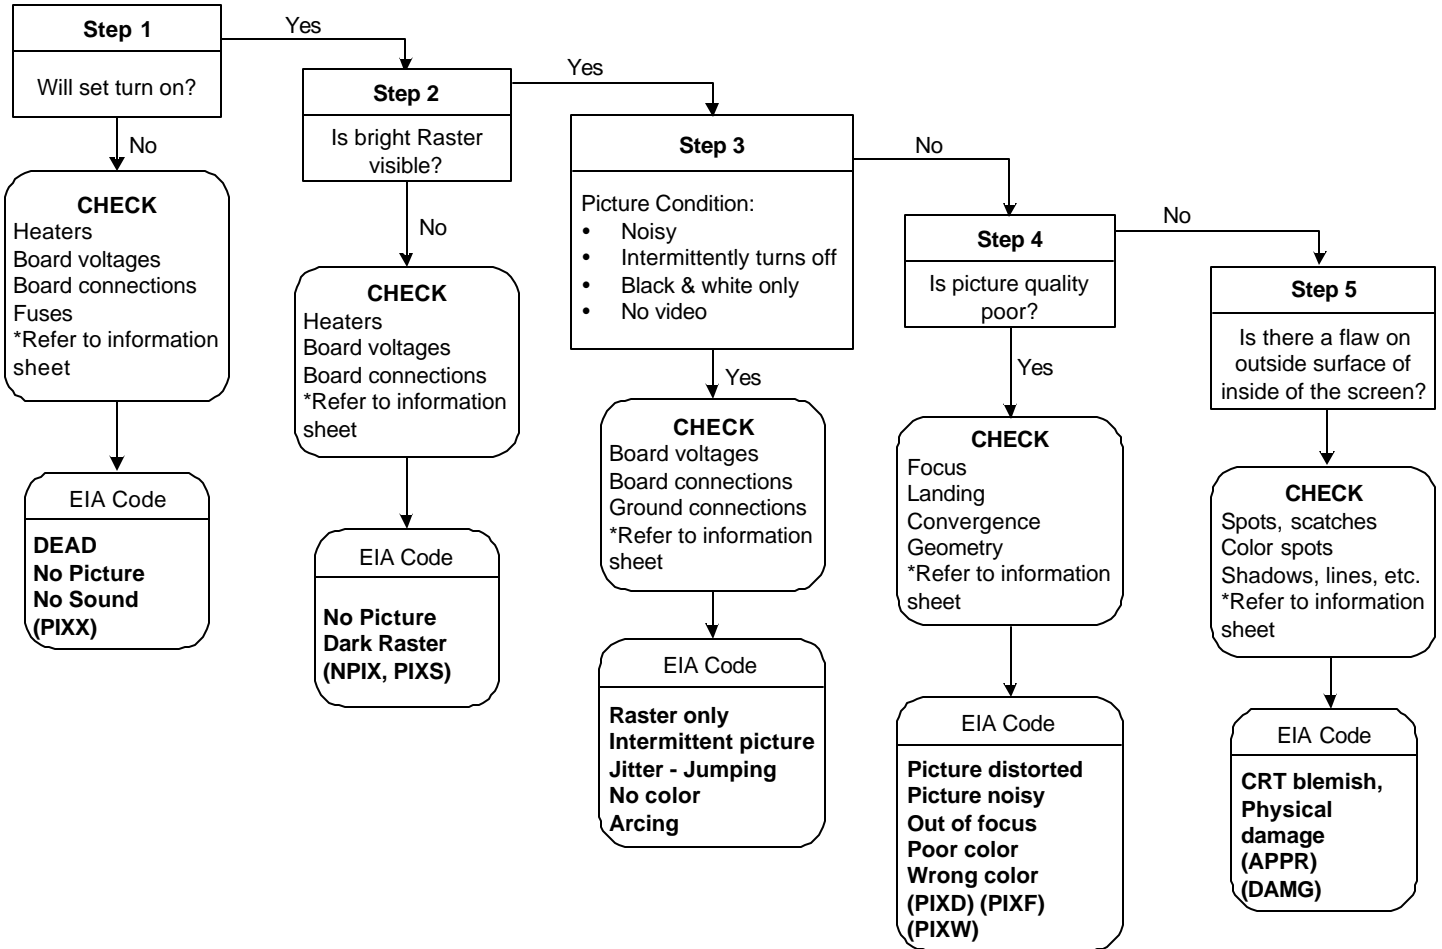 Step 1
Will set turn on?
Yes
No
CHECK
Heaters
Board voltages
Board connections
Fuses
*Refer to information
sheet
EIA Code
DEAD
No Picture
No Sound
(PIXX)
Step 2
Is bright Raster
visible?
Yes
No
CHECK
Heaters
Board voltages
Board connections
*Refer to information
sheet
EIA Code
No Picture
Dark Raster
(NPIX, PIXS)
Step 3
Picture Condition:
• Noisy
• Intermittently turns off
• Black & white only
• No video
No
Yes
CHECK
Board voltages
Board connections
Ground connections
*Refer to information
sheet
EIA Code
Raster only
Intermittent picture
Jitter - Jumping
No color
Arcing
Step 4
Is picture quality
poor?
No
Yes
CHECK
Focus
Landing
Convergence
Geometry
*Refer to information
sheet
EIA Code
Picture distorted
Picture noisy
Out of focus
Poor color
Wrong color
(PIXD) (PIXF)
(PIXW)
Step 5
Is there a flaw on
outside surface of
inside of the screen?
CHECK
Spots, scatches
Color spots
Shadows, lines, etc.
*Refer to information
sheet
EIA Code
CRT blemish,
Physical
damage
(APPR)
(DAMG)